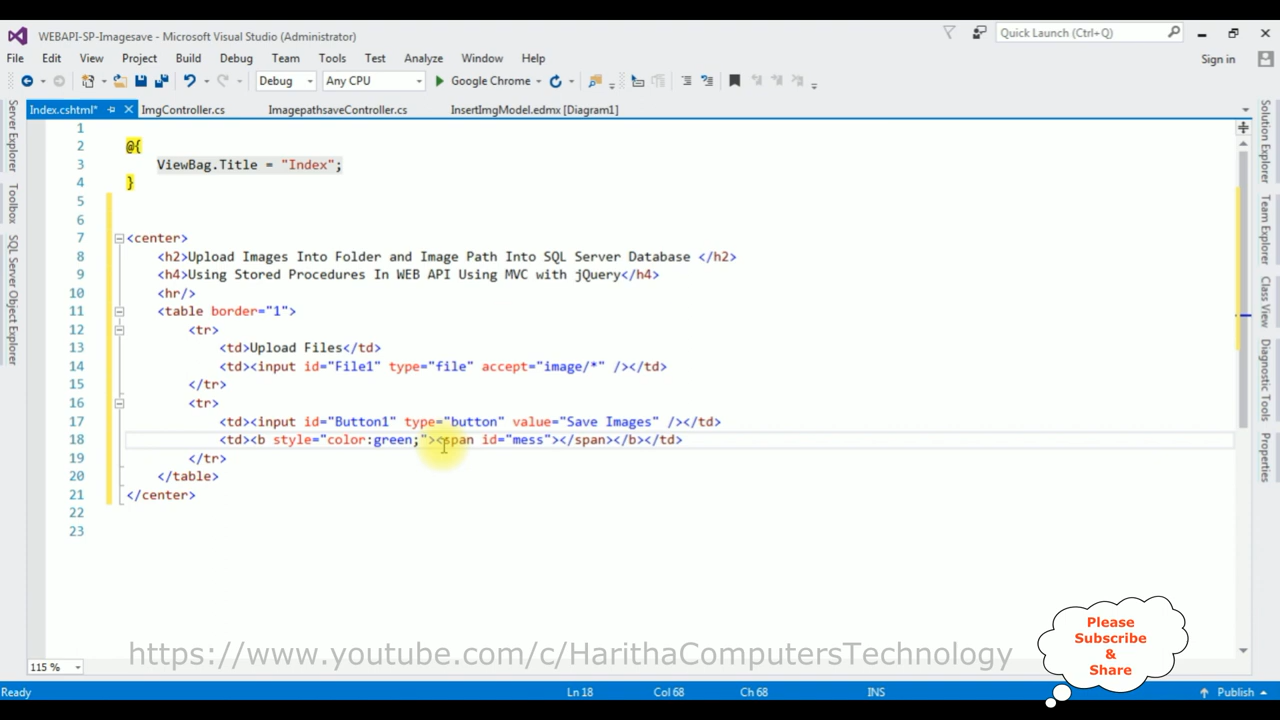 WEBAPI-SP-Imagesave - Microsoft Visual Studio (Administrator)
Quick Launch (Ctrl+Q)
File Edit View Project Build Debug Team Tools Test Analyze Window Help
Sign in
Debug Any CPU Google Chrome
Index.cshtml* ImgController.cs ImagepathsaveController.cs InsertImgModel.edmx [Diagram1]
Server Explorer
Toolbox
SQL Server Object Explorer
Solution Explorer
Team Explorer
Class View
Diagnostic Tools
Properties
1
2 @{
3 ViewBag.Title = "Index";
4 }
5
6
7 <center>
8 <h2>Upload Images Into Folder and Image Path Into SQL Server Database </h2>
9 <h4>Using Stored Procedures In WEB API Using MVC with jQuery</h4>
10 <hr/>
11 <table border="1">
12 <tr>
13 <td>Upload Files</td>
14 <td><input id="File1" type="file" accept="image/*" /></td>
15 </tr>
16 <tr>
17 <td><input id="Button1" type="button" value="Save Images" /></td>
18 <td><b style="color:green;"><span id="mess"></span></b></td>
19 </tr>
20 </table>
21 </center>
22
23
https://www.youtube.com/c/HarithaComputersTechnology
Please
Subscribe
&
Share
115 %
Ready Ln 18 Col 68 Ch 68 INS Publish